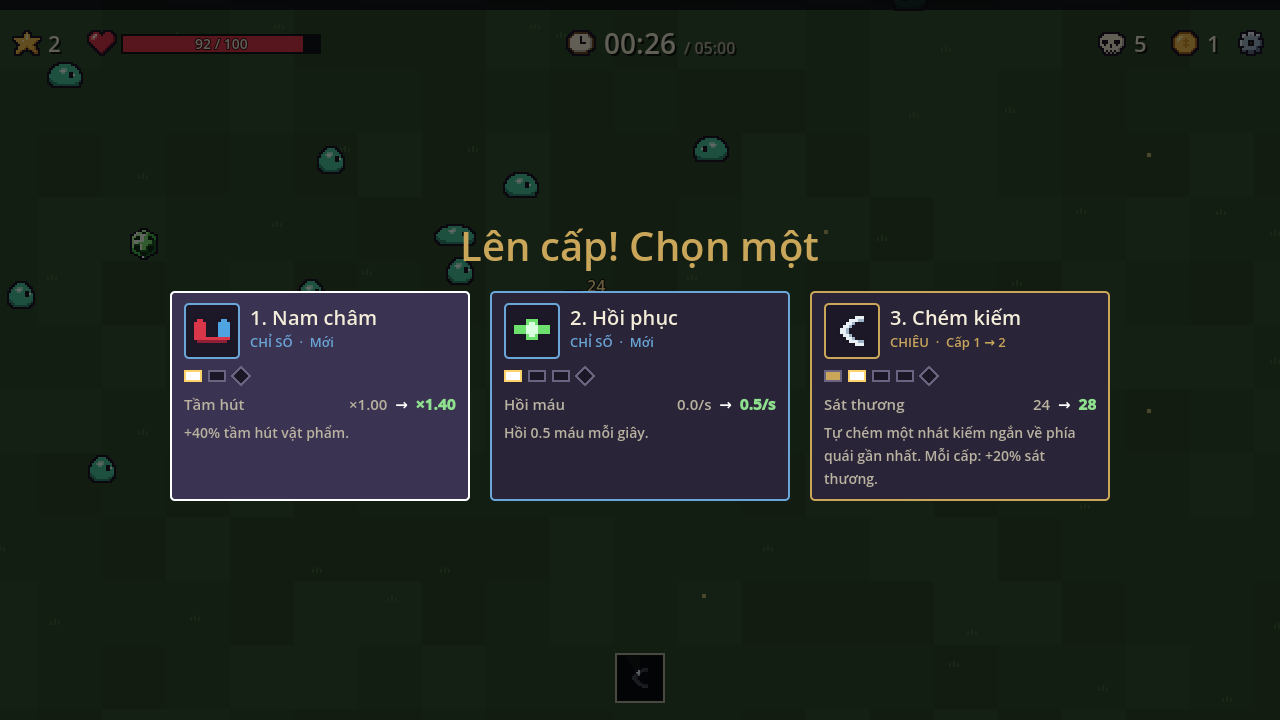 2
92 / 100
00:26 / 05:00
5
1
Lên cấp! Chọn một
24
1. Nam châm
CHỈ SỐ · Mới
Tầm hút ×1.00 → ×1.40
+40% tầm hút vật phẩm.
2. Hồi phục
CHỈ SỐ · Mới
Hồi máu 0.0/s → 0.5/s
Hồi 0.5 máu mỗi giây.
3. Chém kiếm
CHIÊU · Cấp 1 → 2
Sát thương 24 → 28
Tự chém một nhát kiếm ngắn về phía
quái gần nhất. Mỗi cấp: +20% sát
thương.